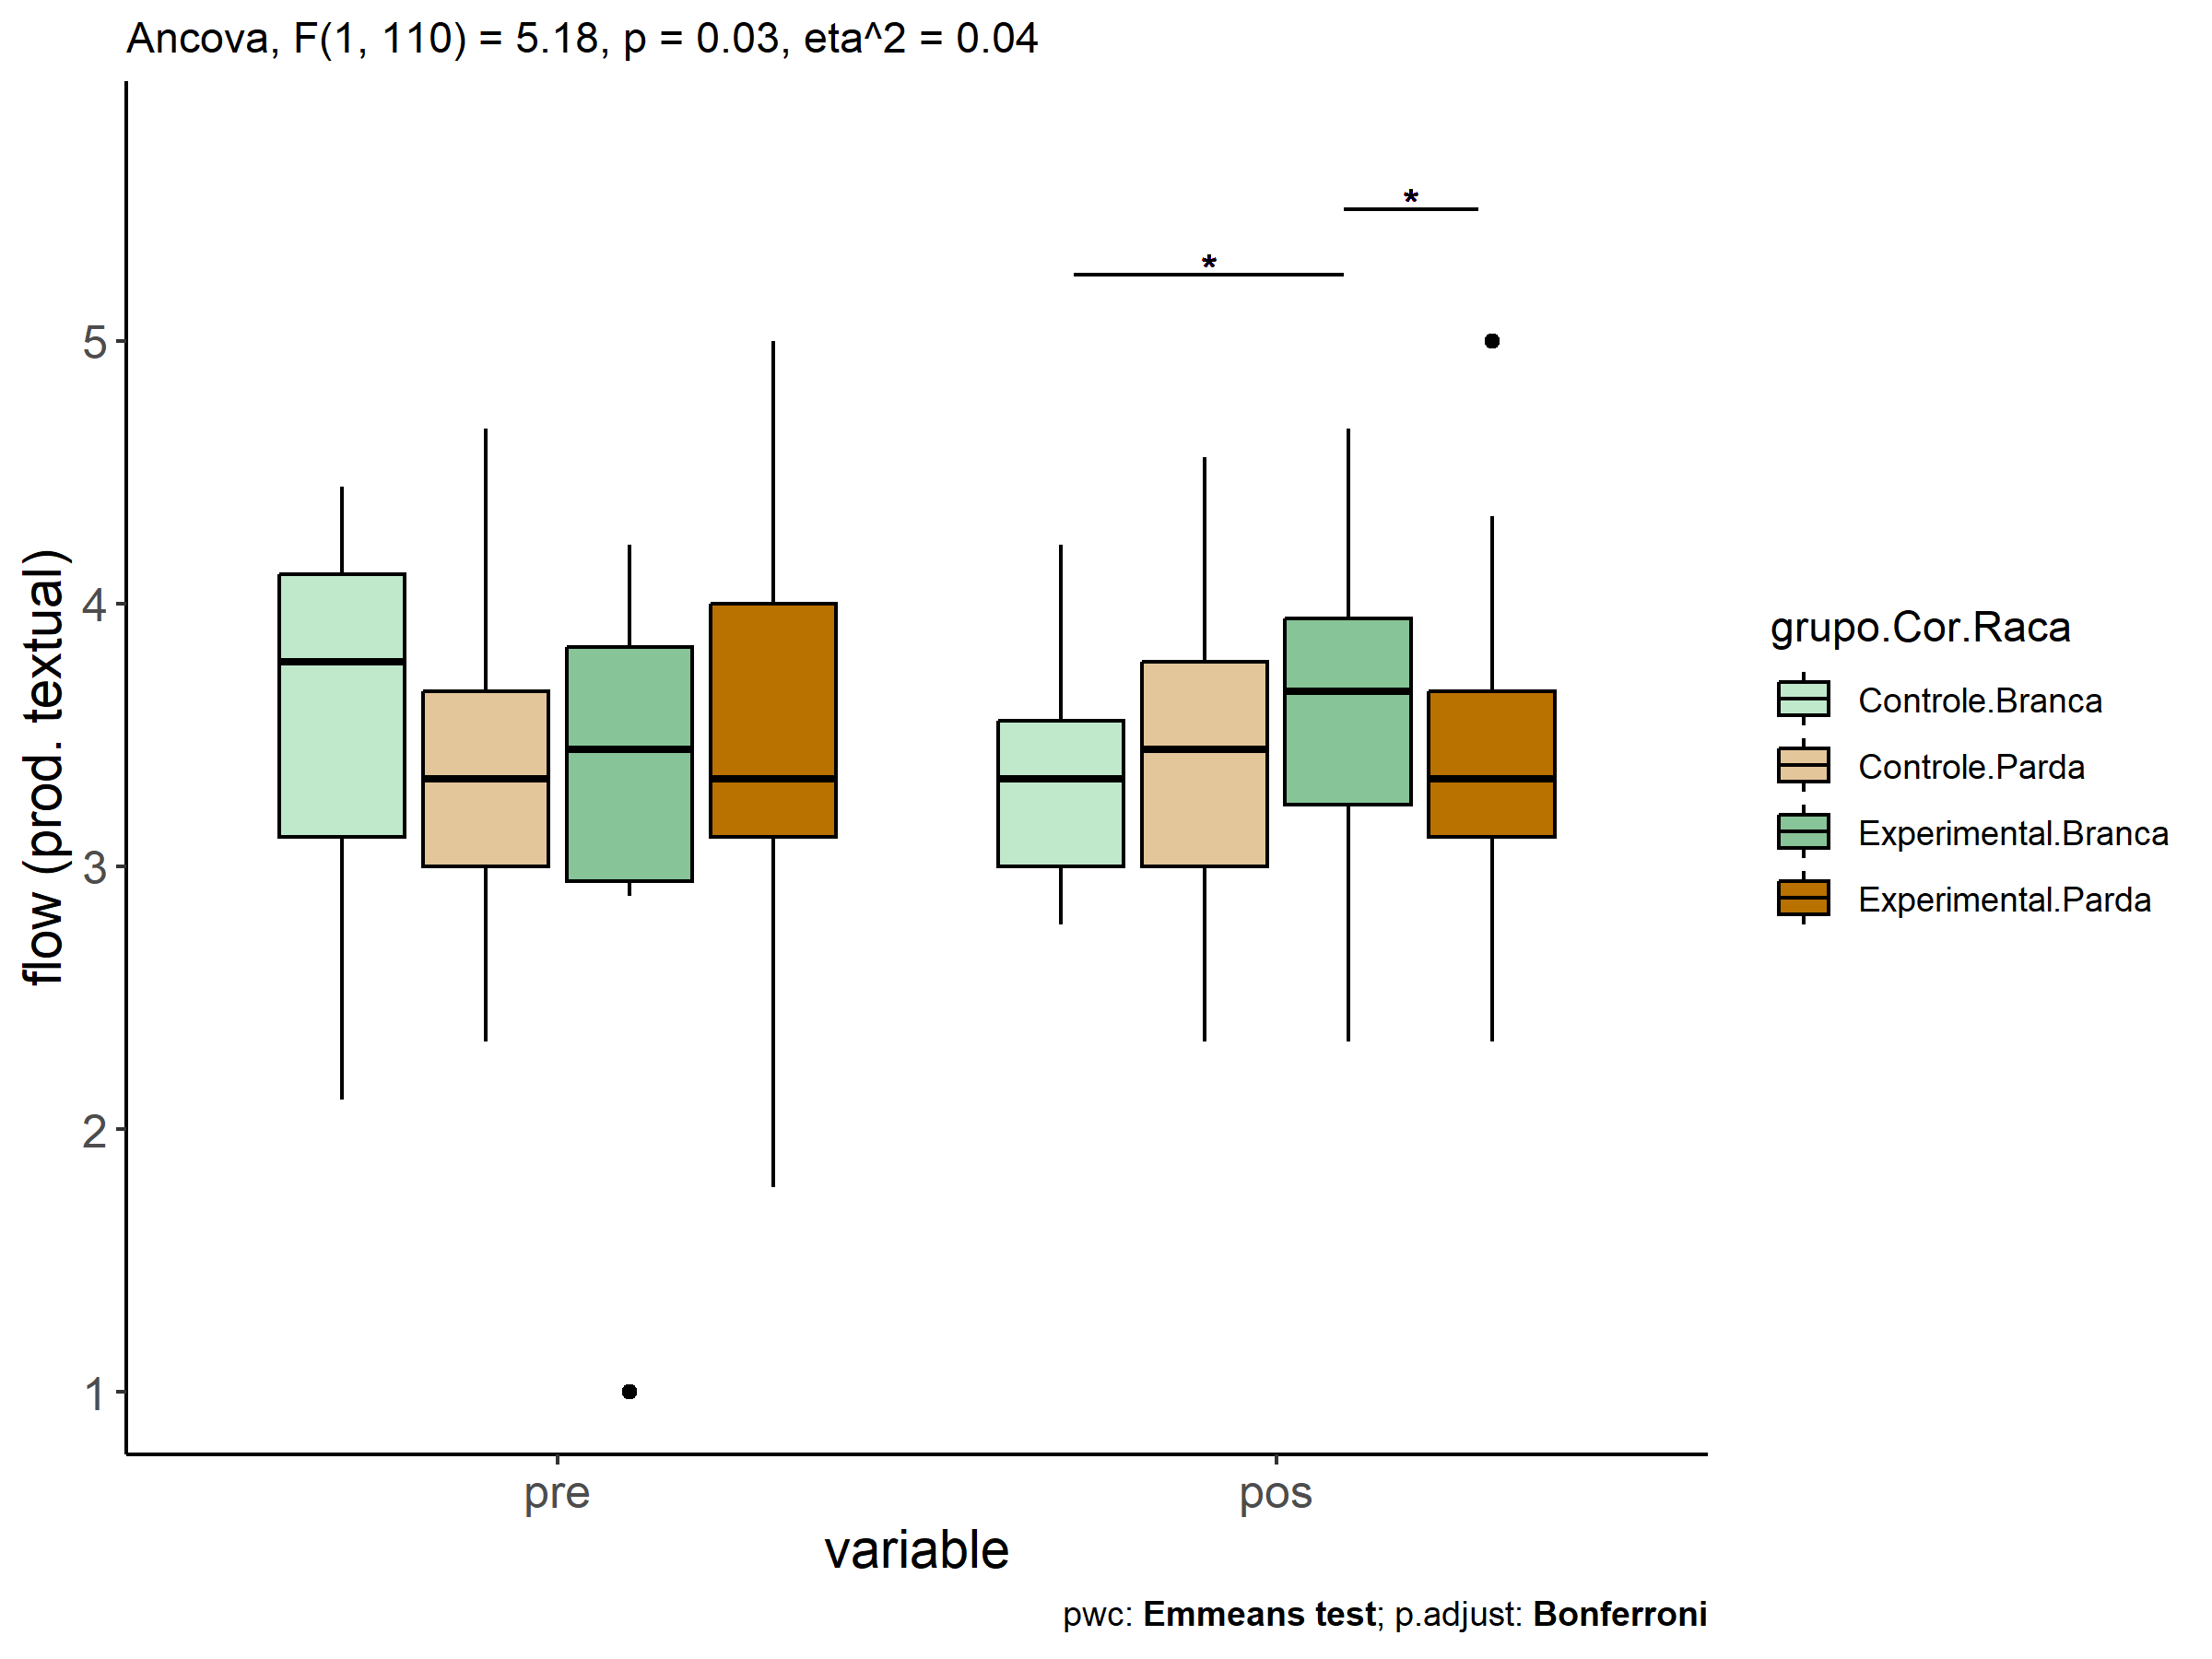 Ancova, F(1, 110) = 5.18, p = 0.03, eta^2 = 0.04
*
*
5
4
3
2
1
flow (prod. textual)
pre
pos
variable
grupo.Cor.Raca
Controle.Branca
Controle.Parda
Experimental.Branca
Experimental.Parda
pwc: Emmeans test; p.adjust: Bonferroni